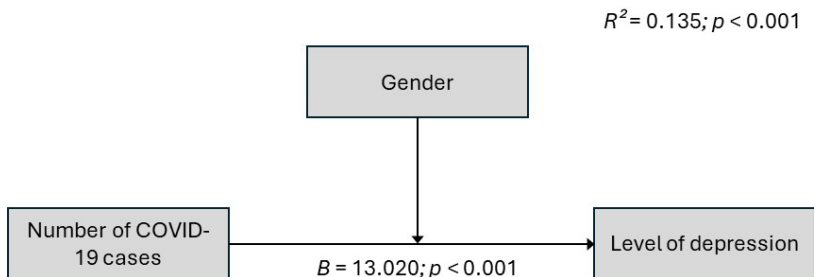 R² = 0.135; p < 0.001
Gender
Number of COVID-
19 cases
Level of depression
B = 13.020; p < 0.001